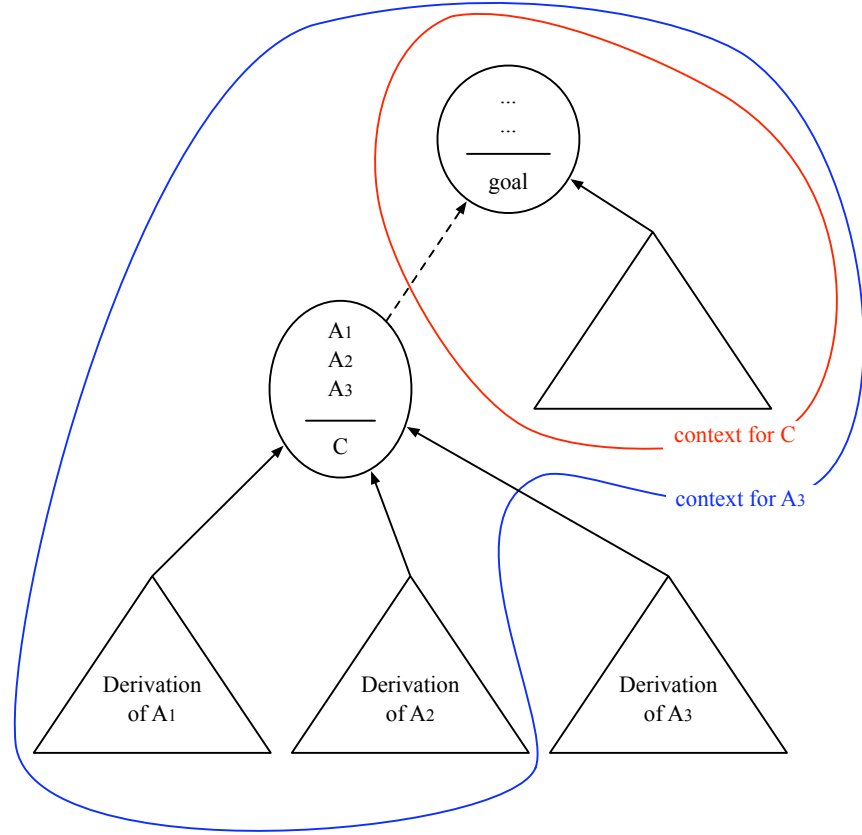 ...
...
goal
A1
A2
A3
C
context for C
context for A3
Derivation
of A1
Derivation
of A2
Derivation
of A3